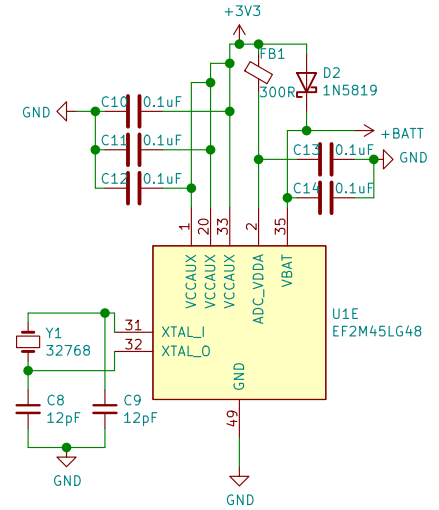 +3V3
FB1
300R
D2
1N5819
C10 0.1uF
GND
C11 0.1uF
C12 0.1uF
+BATT
C13 0.1uF
GND
C14 0.1uF
1
20
33
2
35
VCCAUX
VCCAUX
VCCAUX
ADC_VDDA
VBAT
U1E
EF2M45LG48
31
XTAL_I
32
XTAL_O
Y1
32768
GND
49
C8
12pF
C9
12pF
GND
GND